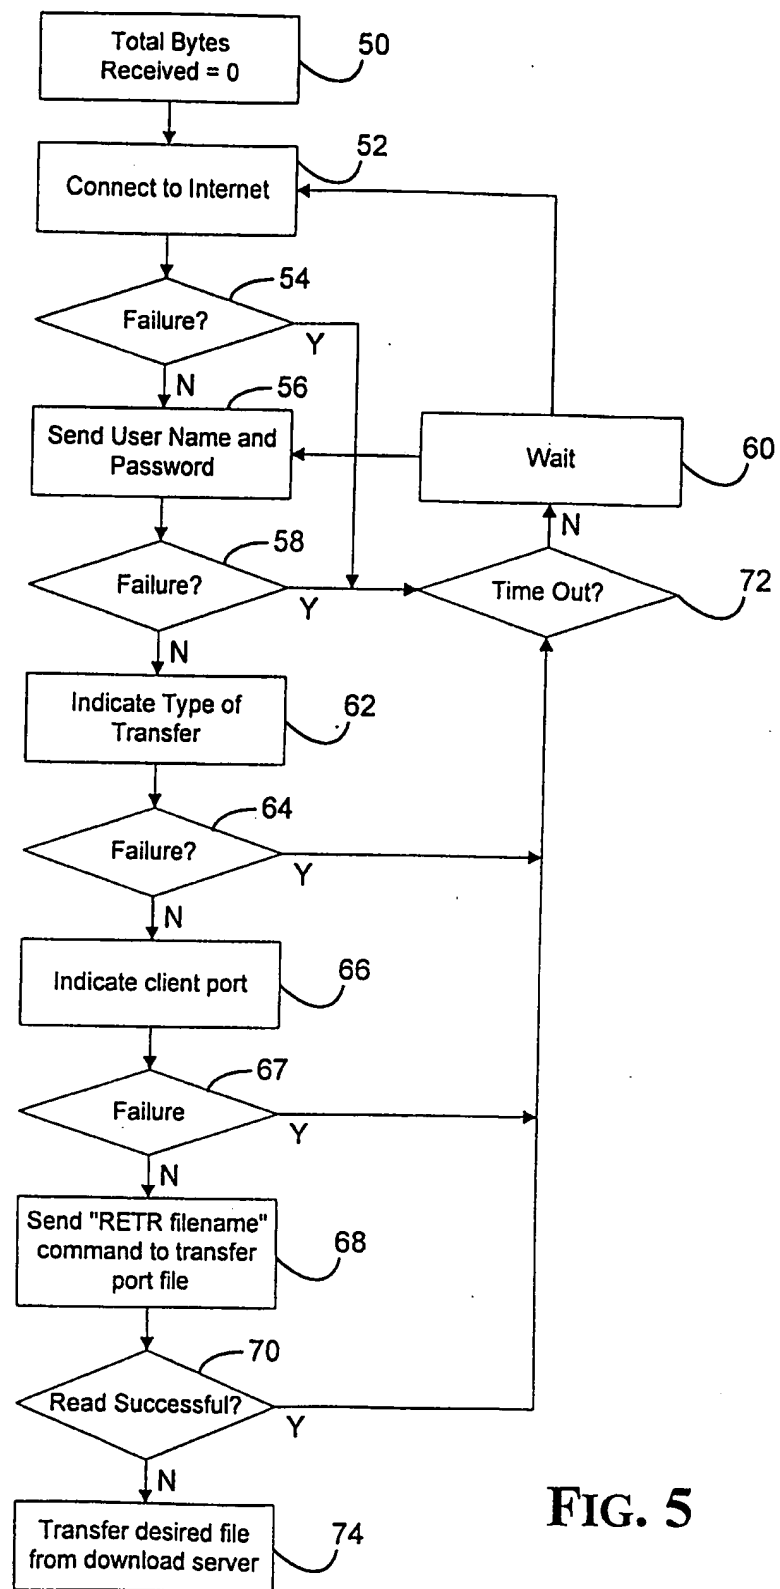 Total Bytes
Received = 0
50
Connect to Internet
52
Failure?
54
Y
N
Send User Name and
Password
56
Wait
60
N
Failure?
58
Y
Time Out?
72
N
Indicate Type of
Transfer
62
Failure?
64
Y
N
Indicate client port
66
Failure
67
Y
N
Send "RETR filename"
command to transfer
port file
68
Read Successful?
70
Y
N
Transfer desired file
from download server
74
FIG. 5